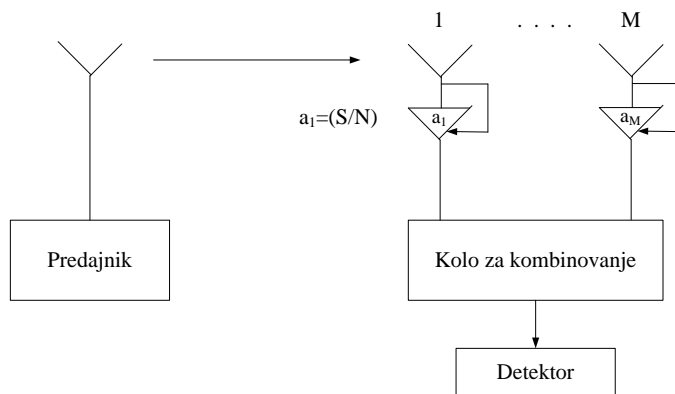 1 . . . . M
a1=(S/N)
a1
aM
Predajnik
Kolo za kombinovanje
Detektor